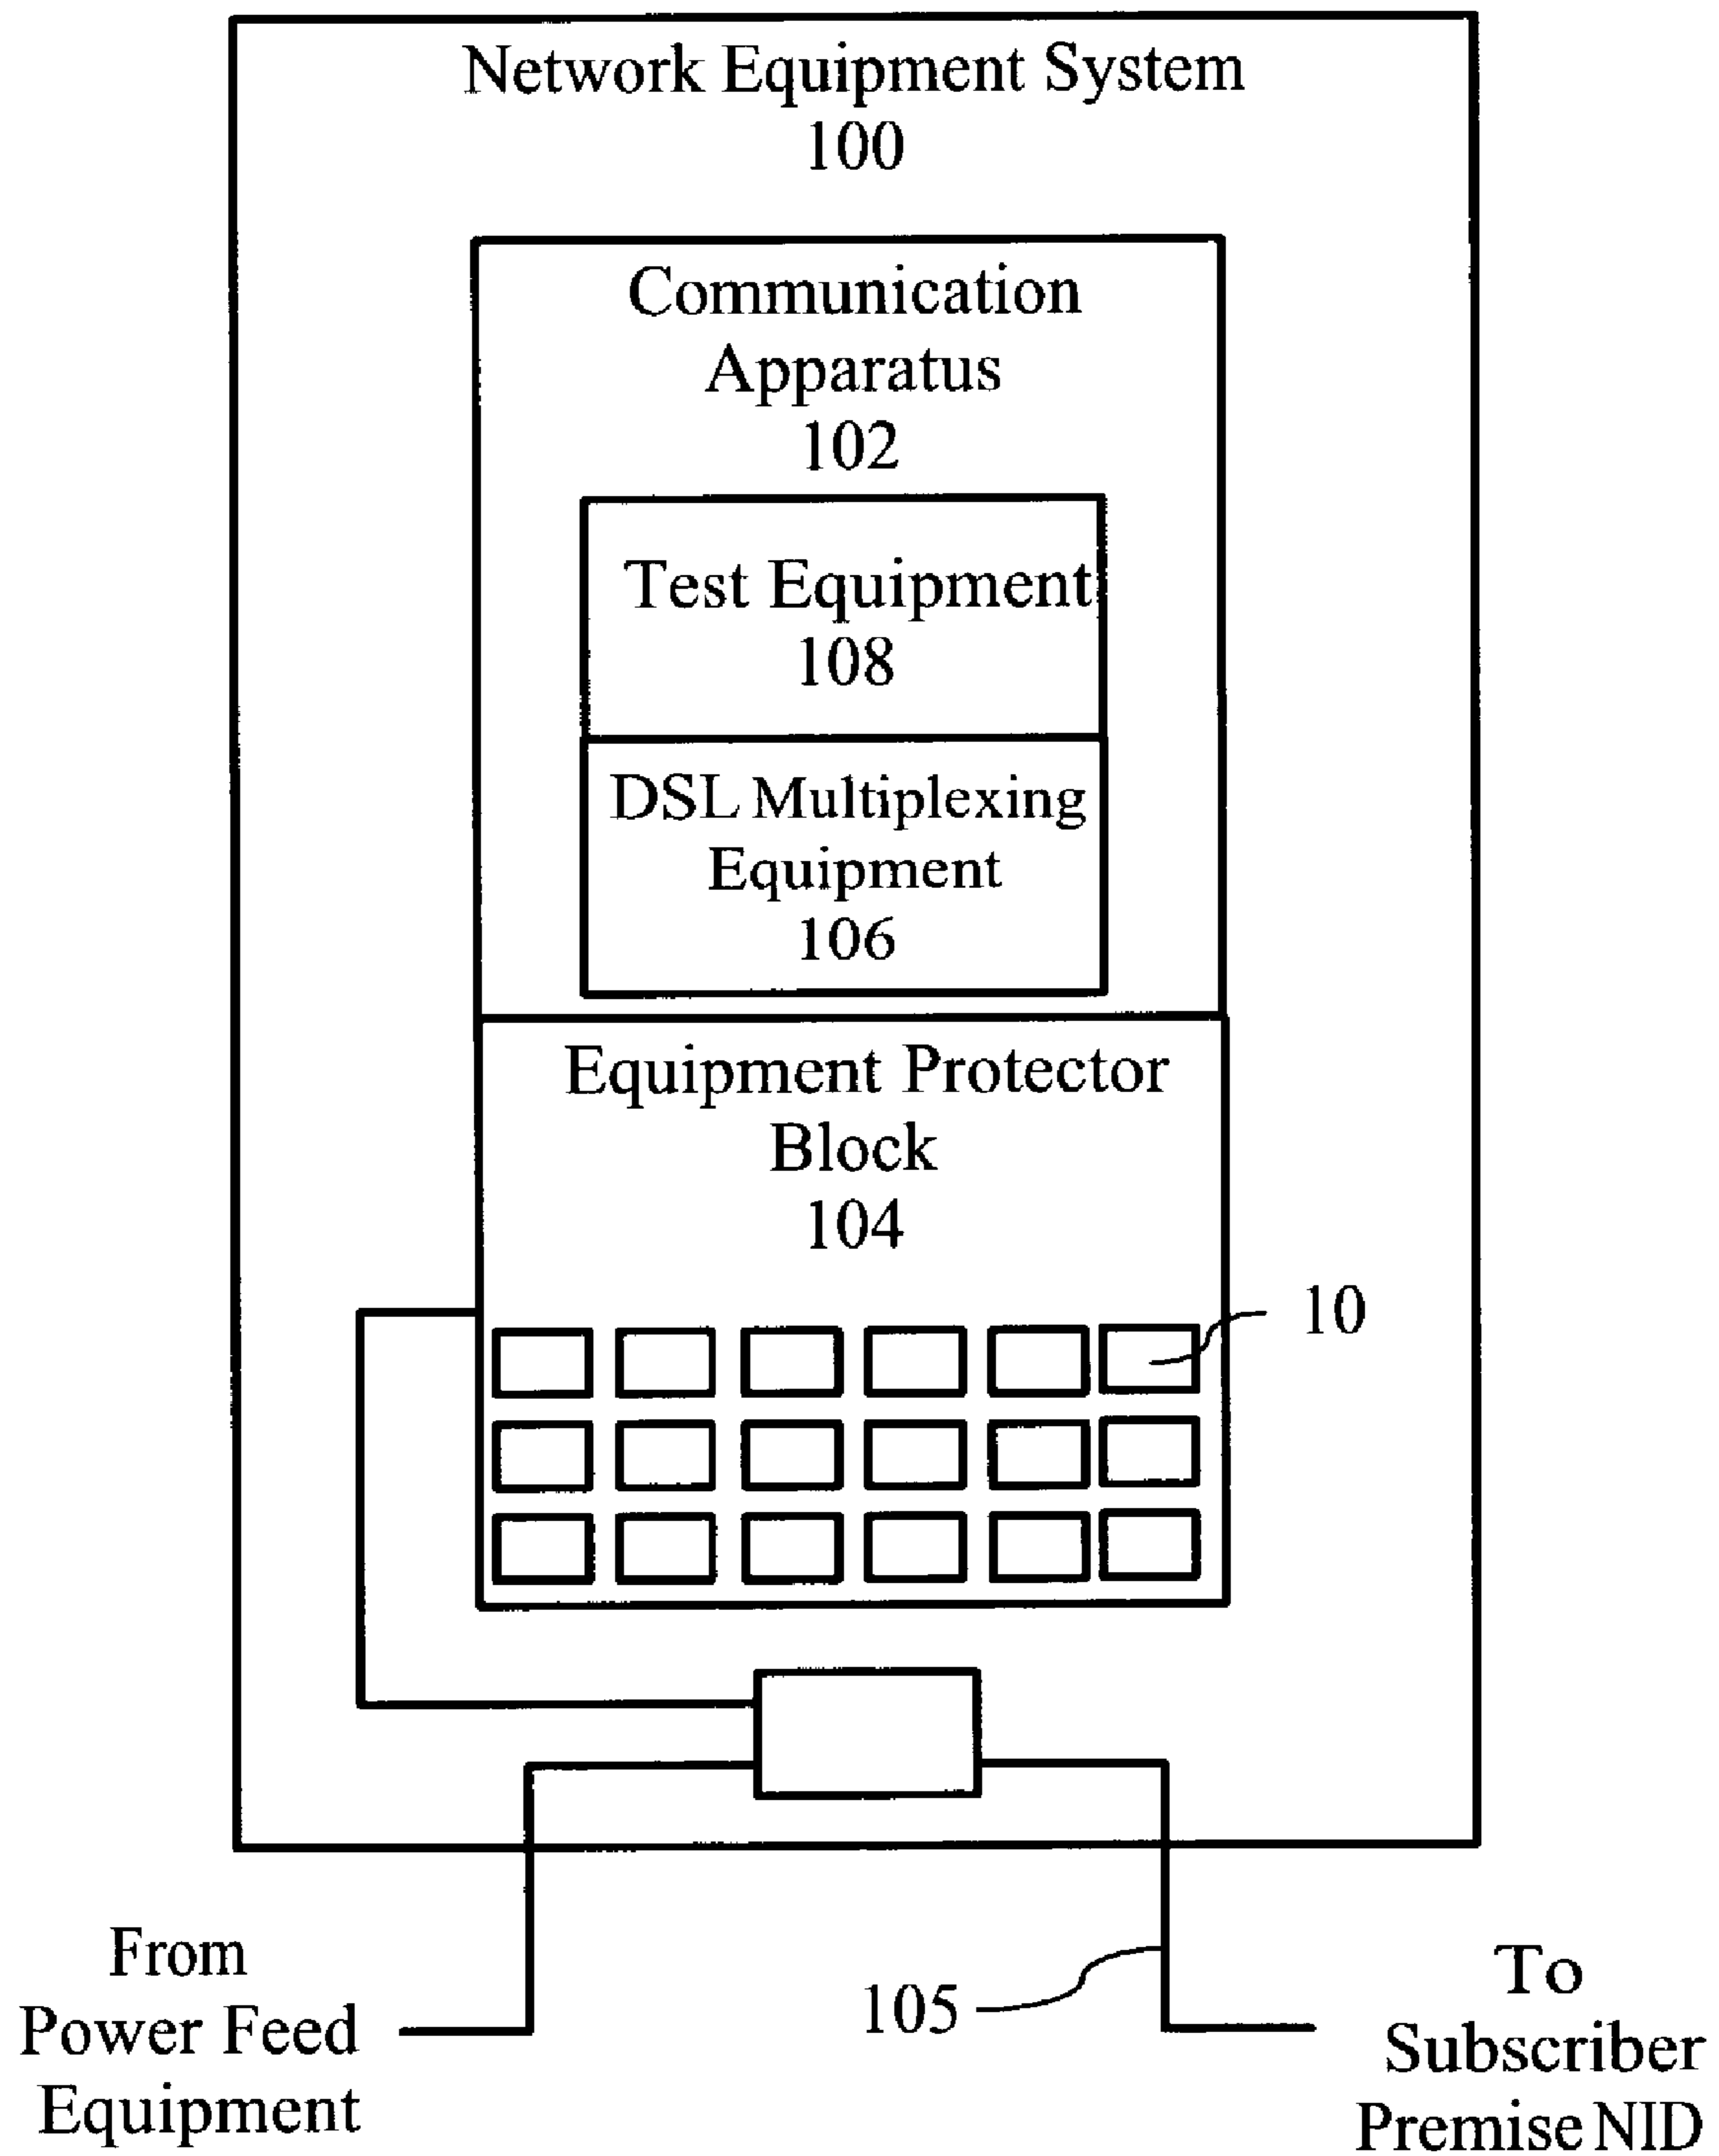 Network Equipment System
100
Communication
Apparatus
102
Test Equipment
108
DSL Multiplexing
Equipment
106
Equipment Protector
Block
104
10
From
Power Feed
Equipment
105
To
Subscriber
Premise NID